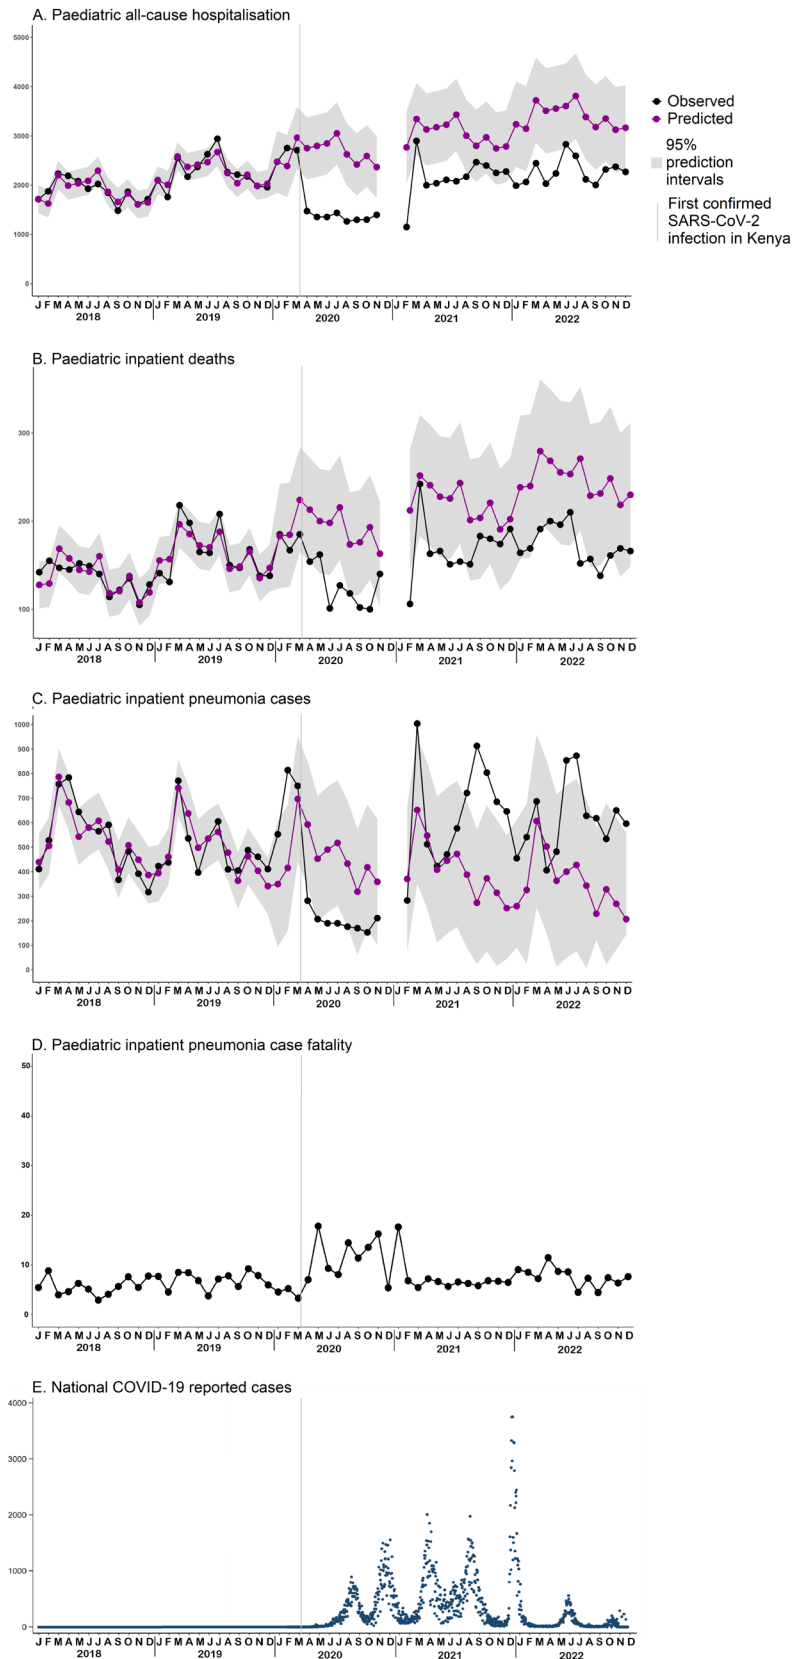 A. Paediatric all-cause hospitalisation
5000
4000
3000
2000
1000
0
J F M A M J J A S O N D J F M A M J J A S O N D J F M A M J J A S O N D J F M A M J J A S O N D J F M A M J J A S O N D
2018 2019 2020 2021 2022
Observed
Predicted
95%
prediction
intervals
First confirmed
SARS-CoV-2
infection in Kenya
B. Paediatric inpatient deaths
300
200
100
J F M A M J J A S O N D J F M A M J J A S O N D J F M A M J J A S O N D J F M A M J J A S O N D J F M A M J J A S O N D
2018 2019 2020 2021 2022
C. Paediatric inpatient pneumonia cases
1000
900
800
700
600
500
400
300
200
100
0
J F M A M J J A S O N D J F M A M J J A S O N D J F M A M J J A S O N D J F M A M J J A S O N D J F M A M J J A S O N D
2018 2019 2020 2021 2022
D. Paediatric inpatient pneumonia case fatality
50
40
30
20
10
0
J F M A M J J A S O N D J F M A M J J A S O N D J F M A M J J A S O N D J F M A M J J A S O N D J F M A M J J A S O N D
2018 2019 2020 2021 2022
E. National COVID-19 reported cases
4000
3000
2000
1000
0
J F M A M J J A S O N D J F M A M J J A S O N D J F M A M J J A S O N D J F M A M J J A S O N D J F M A M J J A S O N D
2018 2019 2020 2021 2022